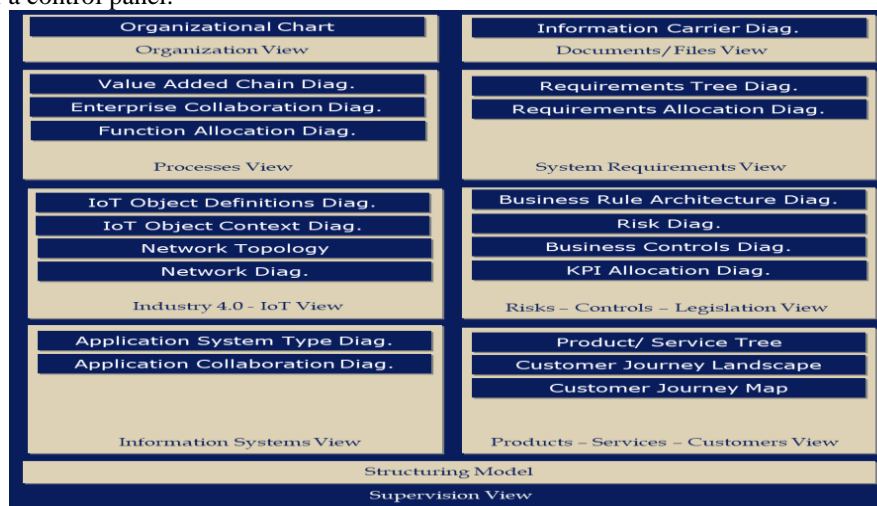 a control panel.
Organizational Chart
Organization View
Information Carrier Diag.
Documents/Files View
Value Added Chain Diag.
Enterprise Collaboration Diag.
Function Allocation Diag.
Processes View
Requirements Tree Diag.
Requirements Allocation Diag.
System Requirements View
IoT Object Definitions Diag.
IoT Object Context Diag.
Network Topology
Network Diag.
Industry 4.0 - IoT View
Business Rule Architecture Diag.
Risk Diag.
Business Controls Diag.
KPI Allocation Diag.
Risks – Controls – Legislation View
Application System Type Diag.
Application Collaboration Diag.
Information Systems View
Product/ Service Tree
Customer Journey Landscape
Customer Journey Map
Products – Services – Customers View
Structuring Model
Supervision View